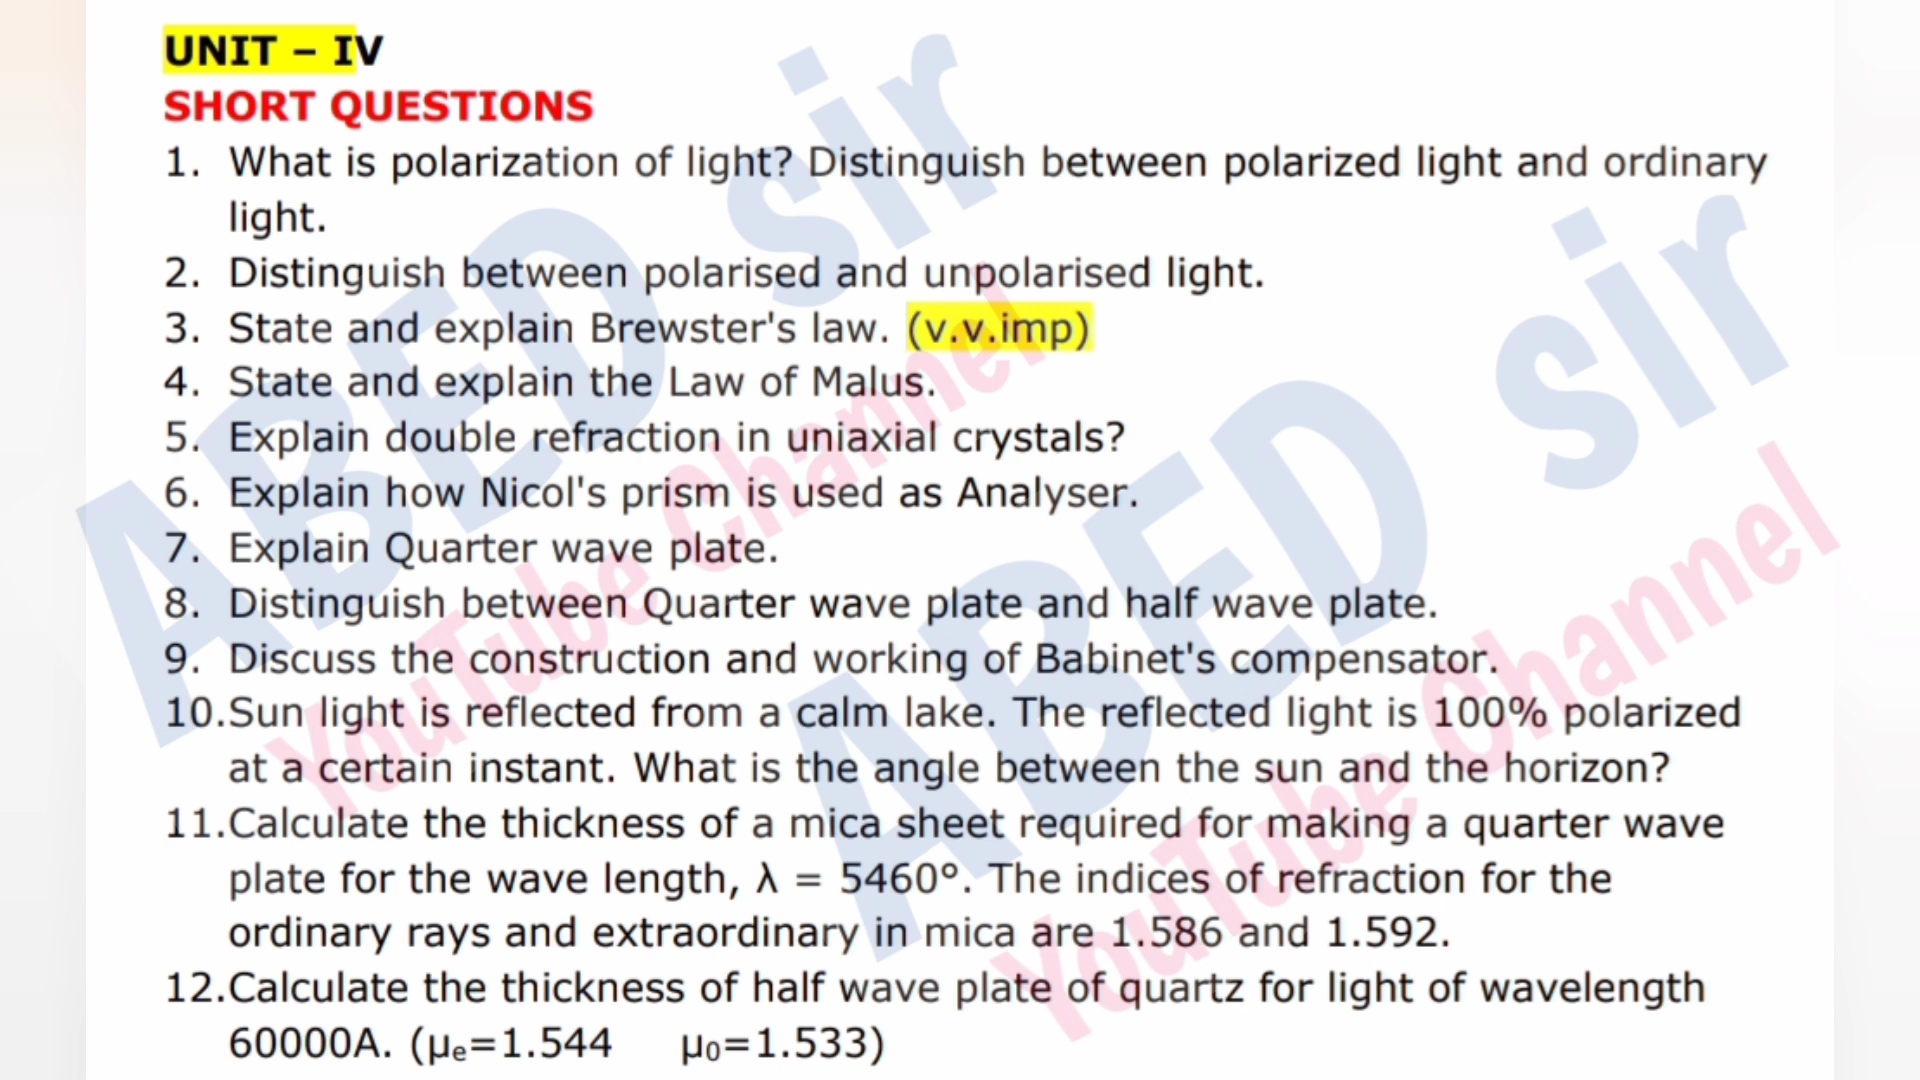 UNIT – IV
SHORT QUESTIONS
1. What is polarization of light? Distinguish between polarized light and ordinary
light.
2. Distinguish between polarised and unpolarised light.
3. State and explain Brewster's law. (v.v.imp)
4. State and explain the Law of Malus.
5. Explain double refraction in uniaxial crystals?
6. Explain how Nicol's prism is used as Analyser.
7. Explain Quarter wave plate.
8. Distinguish between Quarter wave plate and half wave plate.
9. Discuss the construction and working of Babinet's compensator.
10.Sun light is reflected from a calm lake. The reflected light is 100% polarized
at a certain instant. What is the angle between the sun and the horizon?
11.Calculate the thickness of a mica sheet required for making a quarter wave
plate for the wave length, λ = 5460°. The indices of refraction for the
ordinary rays and extraordinary in mica are 1.586 and 1.592.
12.Calculate the thickness of half wave plate of quartz for light of wavelength
60000A. (μₑ=1.544 μ₀=1.533)
ABED sir
YouTube Channel
ABED sir
YouTube Channel